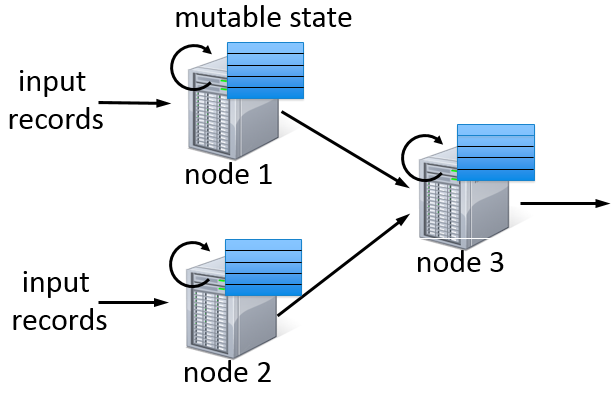 mutable state
input
records
node 1
node 3
input
records
node 2